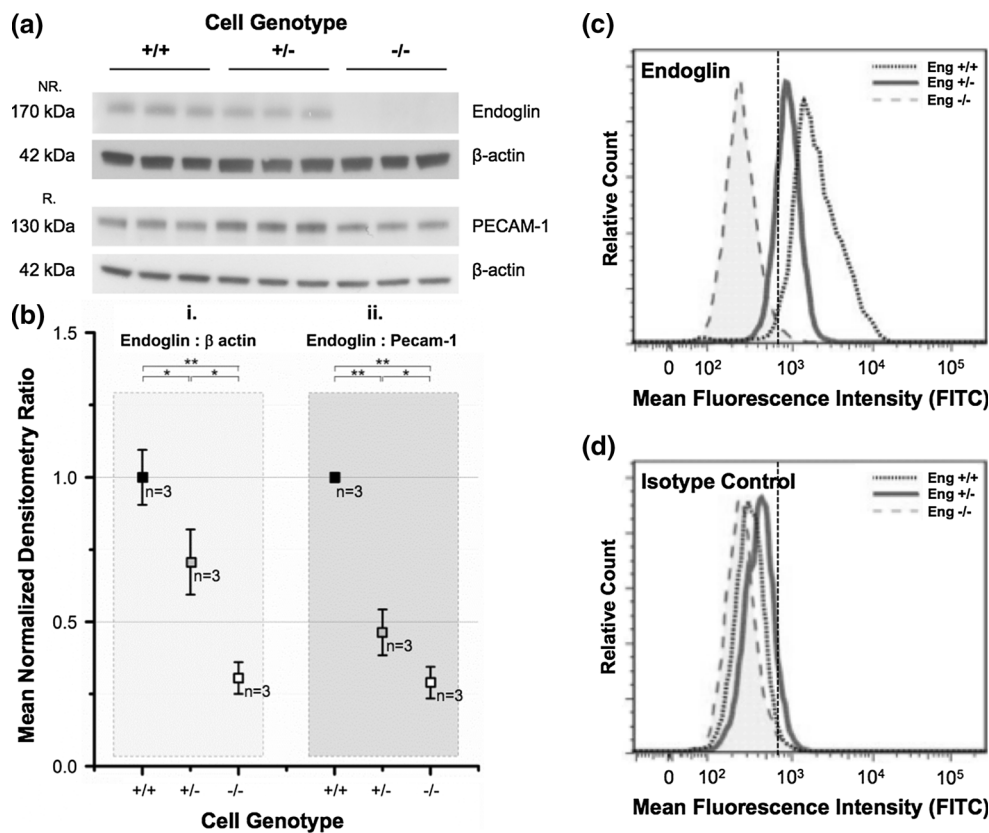 (a)
Cell Genotype
+/+ +/- -/-
NR.
170 kDa Endoglin
42 kDa β-actin
R.
130 kDa PECAM-1
42 kDa β-actin
(b)
i. ii.
Endoglin : β actin Endoglin : Pecam-1
** **
* * ** *
Mean Normalized Densitometry Ratio
1.5
1.0
0.5
0.0
n=3
n=3
n=3
n=3
n=3
n=3
+/+ +/- -/- +/+ +/- -/-
Cell Genotype
(c)
Endoglin
Eng +/+
Eng +/-
Eng -/-
Relative Count
0 10² 10³ 10⁴ 10⁵
Mean Fluorescence Intensity (FITC)
(d)
Isotype Control
Eng +/+
Eng +/-
Eng -/-
Relative Count
0 10² 10³ 10⁴ 10⁵
Mean Fluorescence Intensity (FITC)